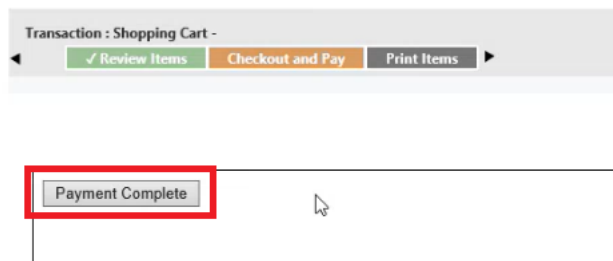 Transaction : Shopping Cart -
✓ Review Items Checkout and Pay Print Items
Payment Complete